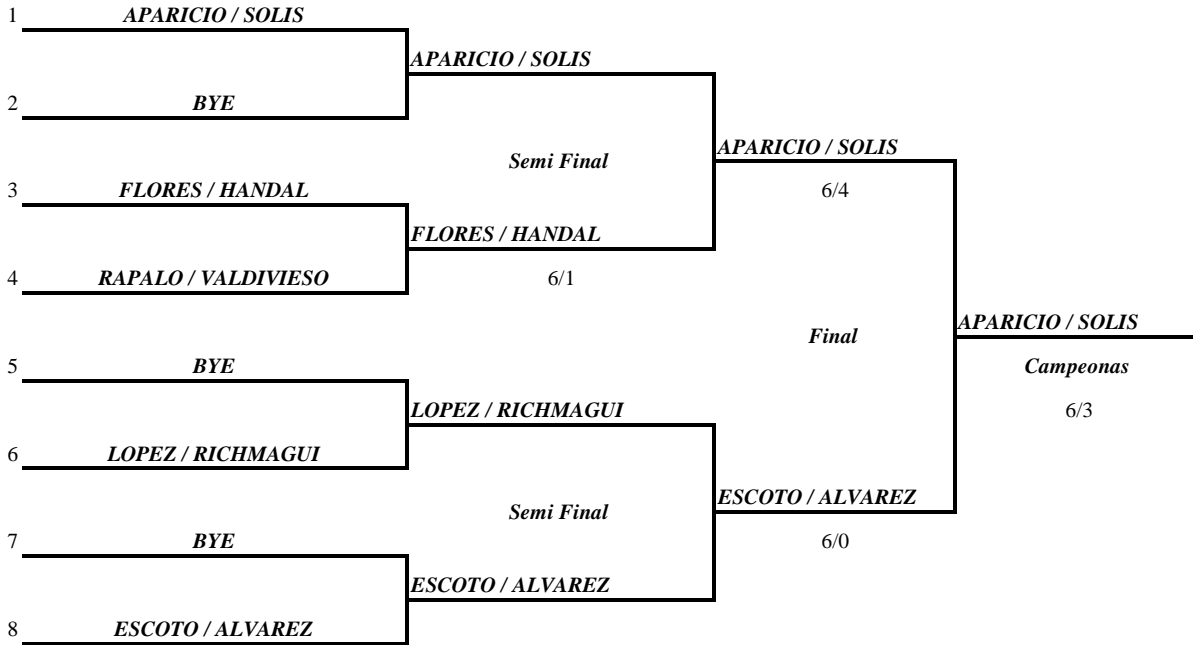 1 APARICIO / SOLIS
APARICIO / SOLIS
2 BYE
APARICIO / SOLIS
Semi Final
3 FLORES / HANDAL
6/4
FLORES / HANDAL
4 RAPALO / VALDIVIESO
6/1
APARICIO / SOLIS
Final
5 BYE
Campeonas
LOPEZ / RICHMAGUI
6/3
6 LOPEZ / RICHMAGUI
ESCOTO / ALVAREZ
Semi Final
7 BYE
6/0
ESCOTO / ALVAREZ
8 ESCOTO / ALVAREZ